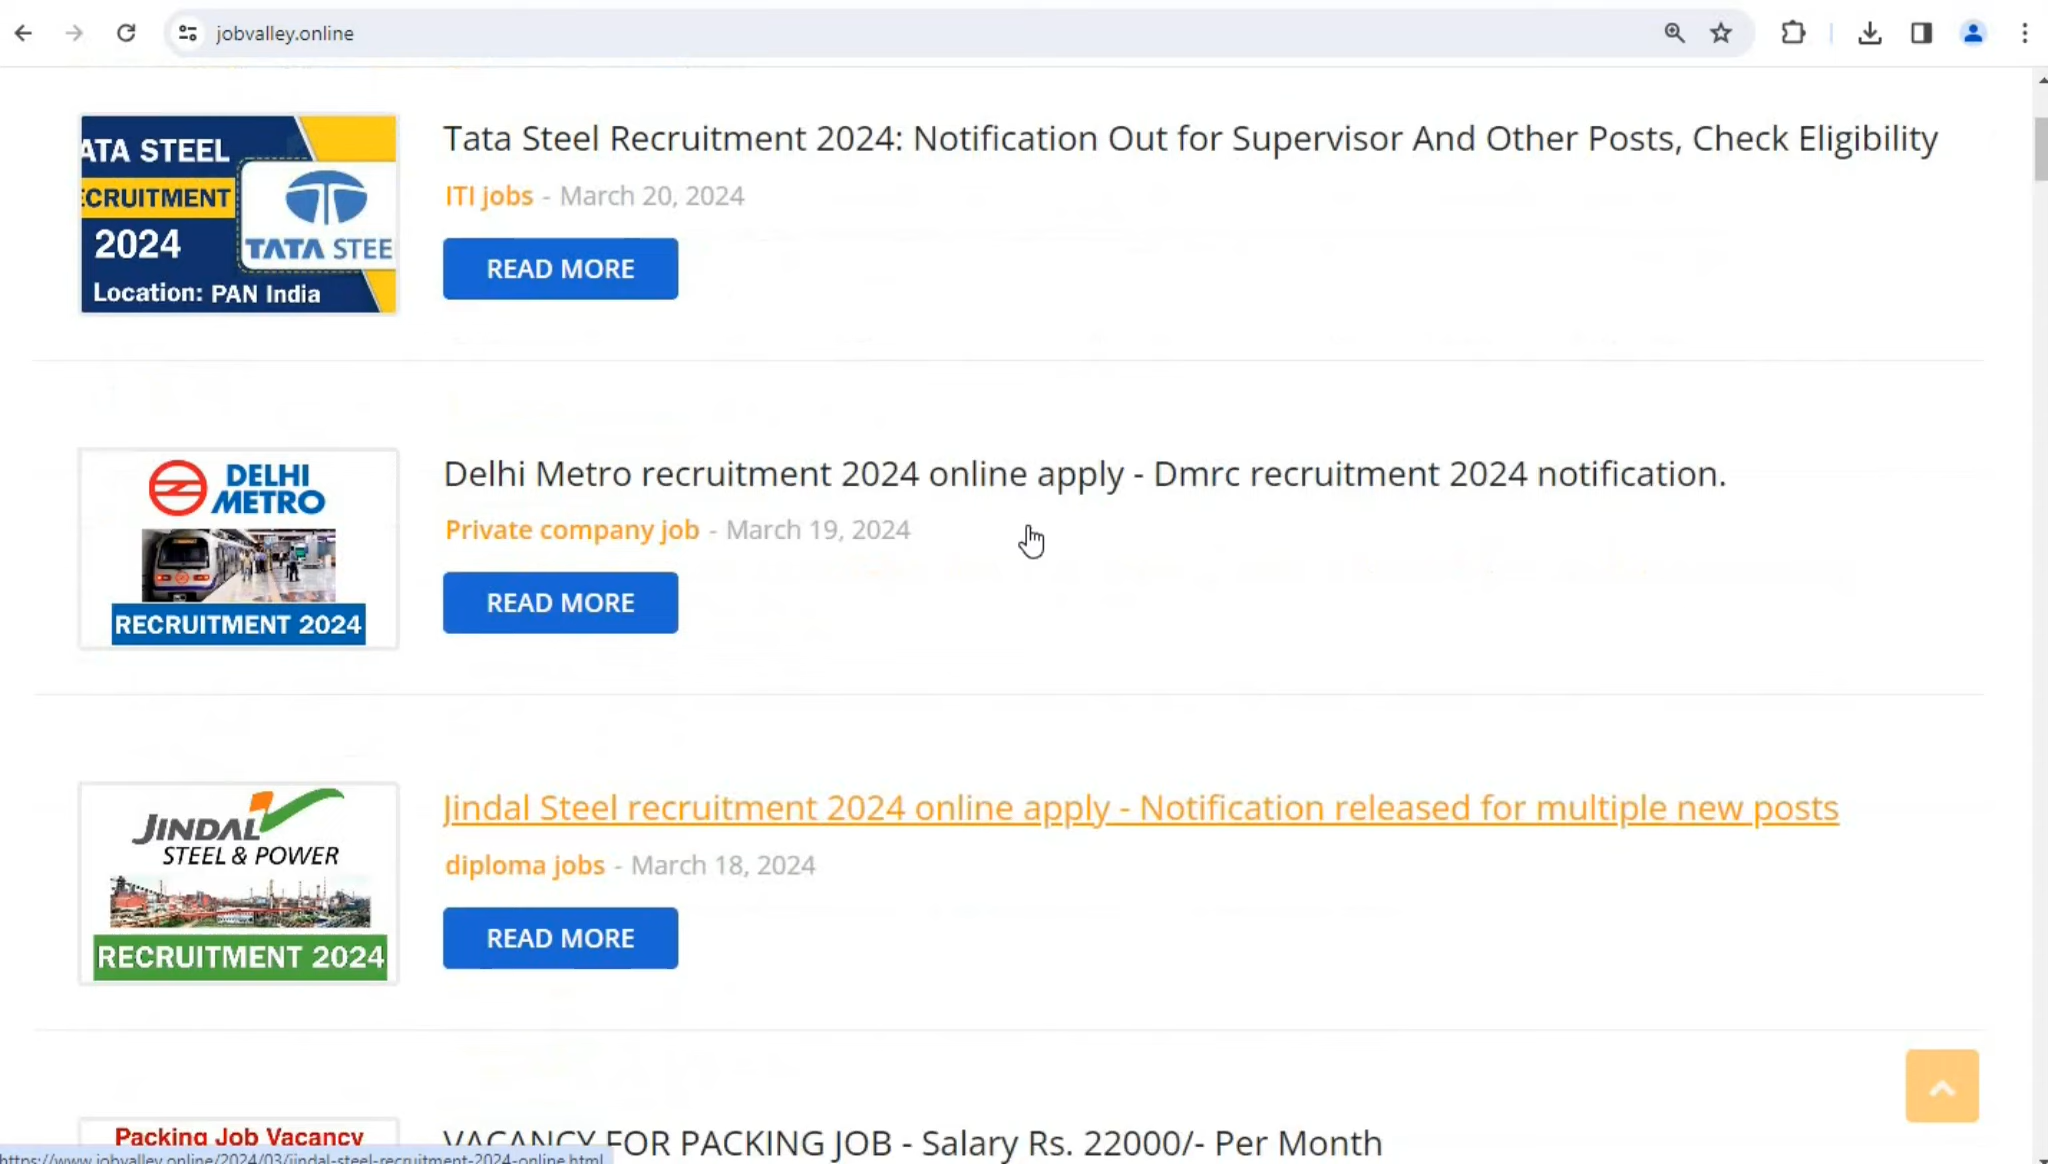 jobvalley.online
ATA STEEL
ECRUITMENT
2024
TATA STEE
Location: PAN India
Tata Steel Recruitment 2024: Notification Out for Supervisor And Other Posts, Check Eligibility
ITI jobs - March 20, 2024
READ MORE
DELHI
METRO
RECRUITMENT 2024
Delhi Metro recruitment 2024 online apply - Dmrc recruitment 2024 notification.
Private company job - March 19, 2024
READ MORE
JINDAL
STEEL & POWER
RECRUITMENT 2024
Jindal Steel recruitment 2024 online apply - Notification released for multiple new posts
diploma jobs - March 18, 2024
READ MORE
Packing Job Vacancy
VACANCY FOR PACKING JOB - Salary Rs. 22000/- Per Month
https://www.jobvalley.online/2024/03/jindal-steel-recruitment-2024-online.html